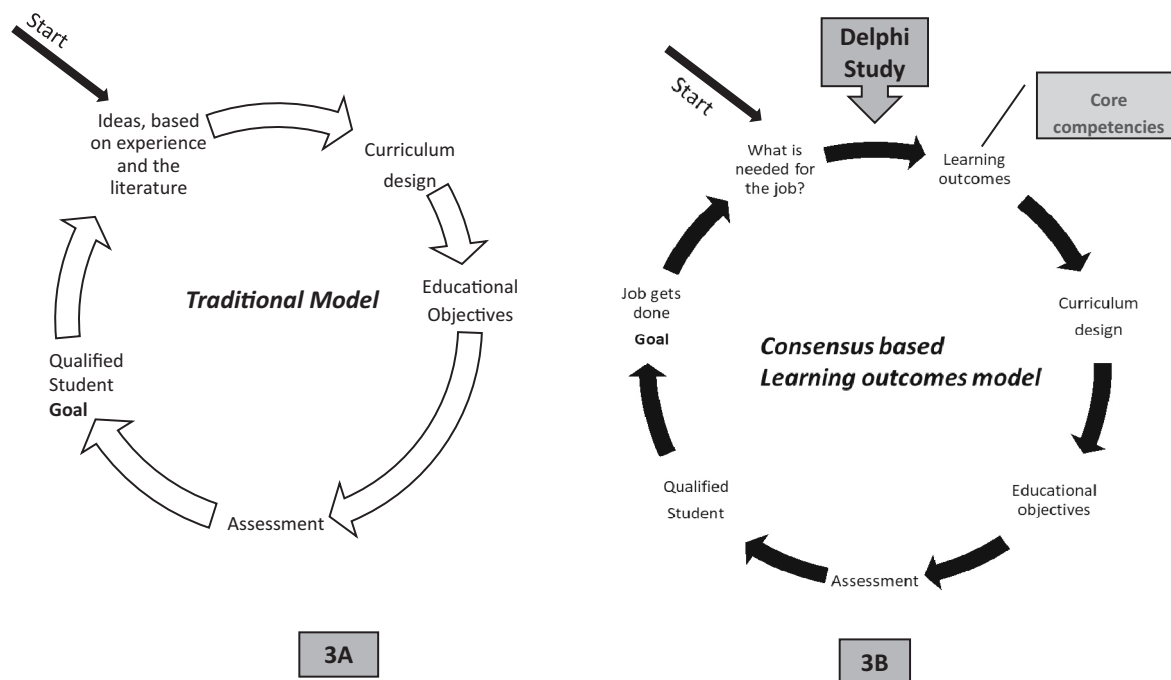 Start
Ideas, based
on experience
and the
literature
Curriculum
design
Educational
Objectives
Assessment
Qualified
Student
Goal
Traditional Model
3A
Start
Delphi
Study
What is
needed for
the job?
Learning
outcomes
Core
competencies
Curriculum
design
Educational
objectives
Assessment
Qualified
Student
Job gets
done
Goal
Consensus based
Learning outcomes model
3B